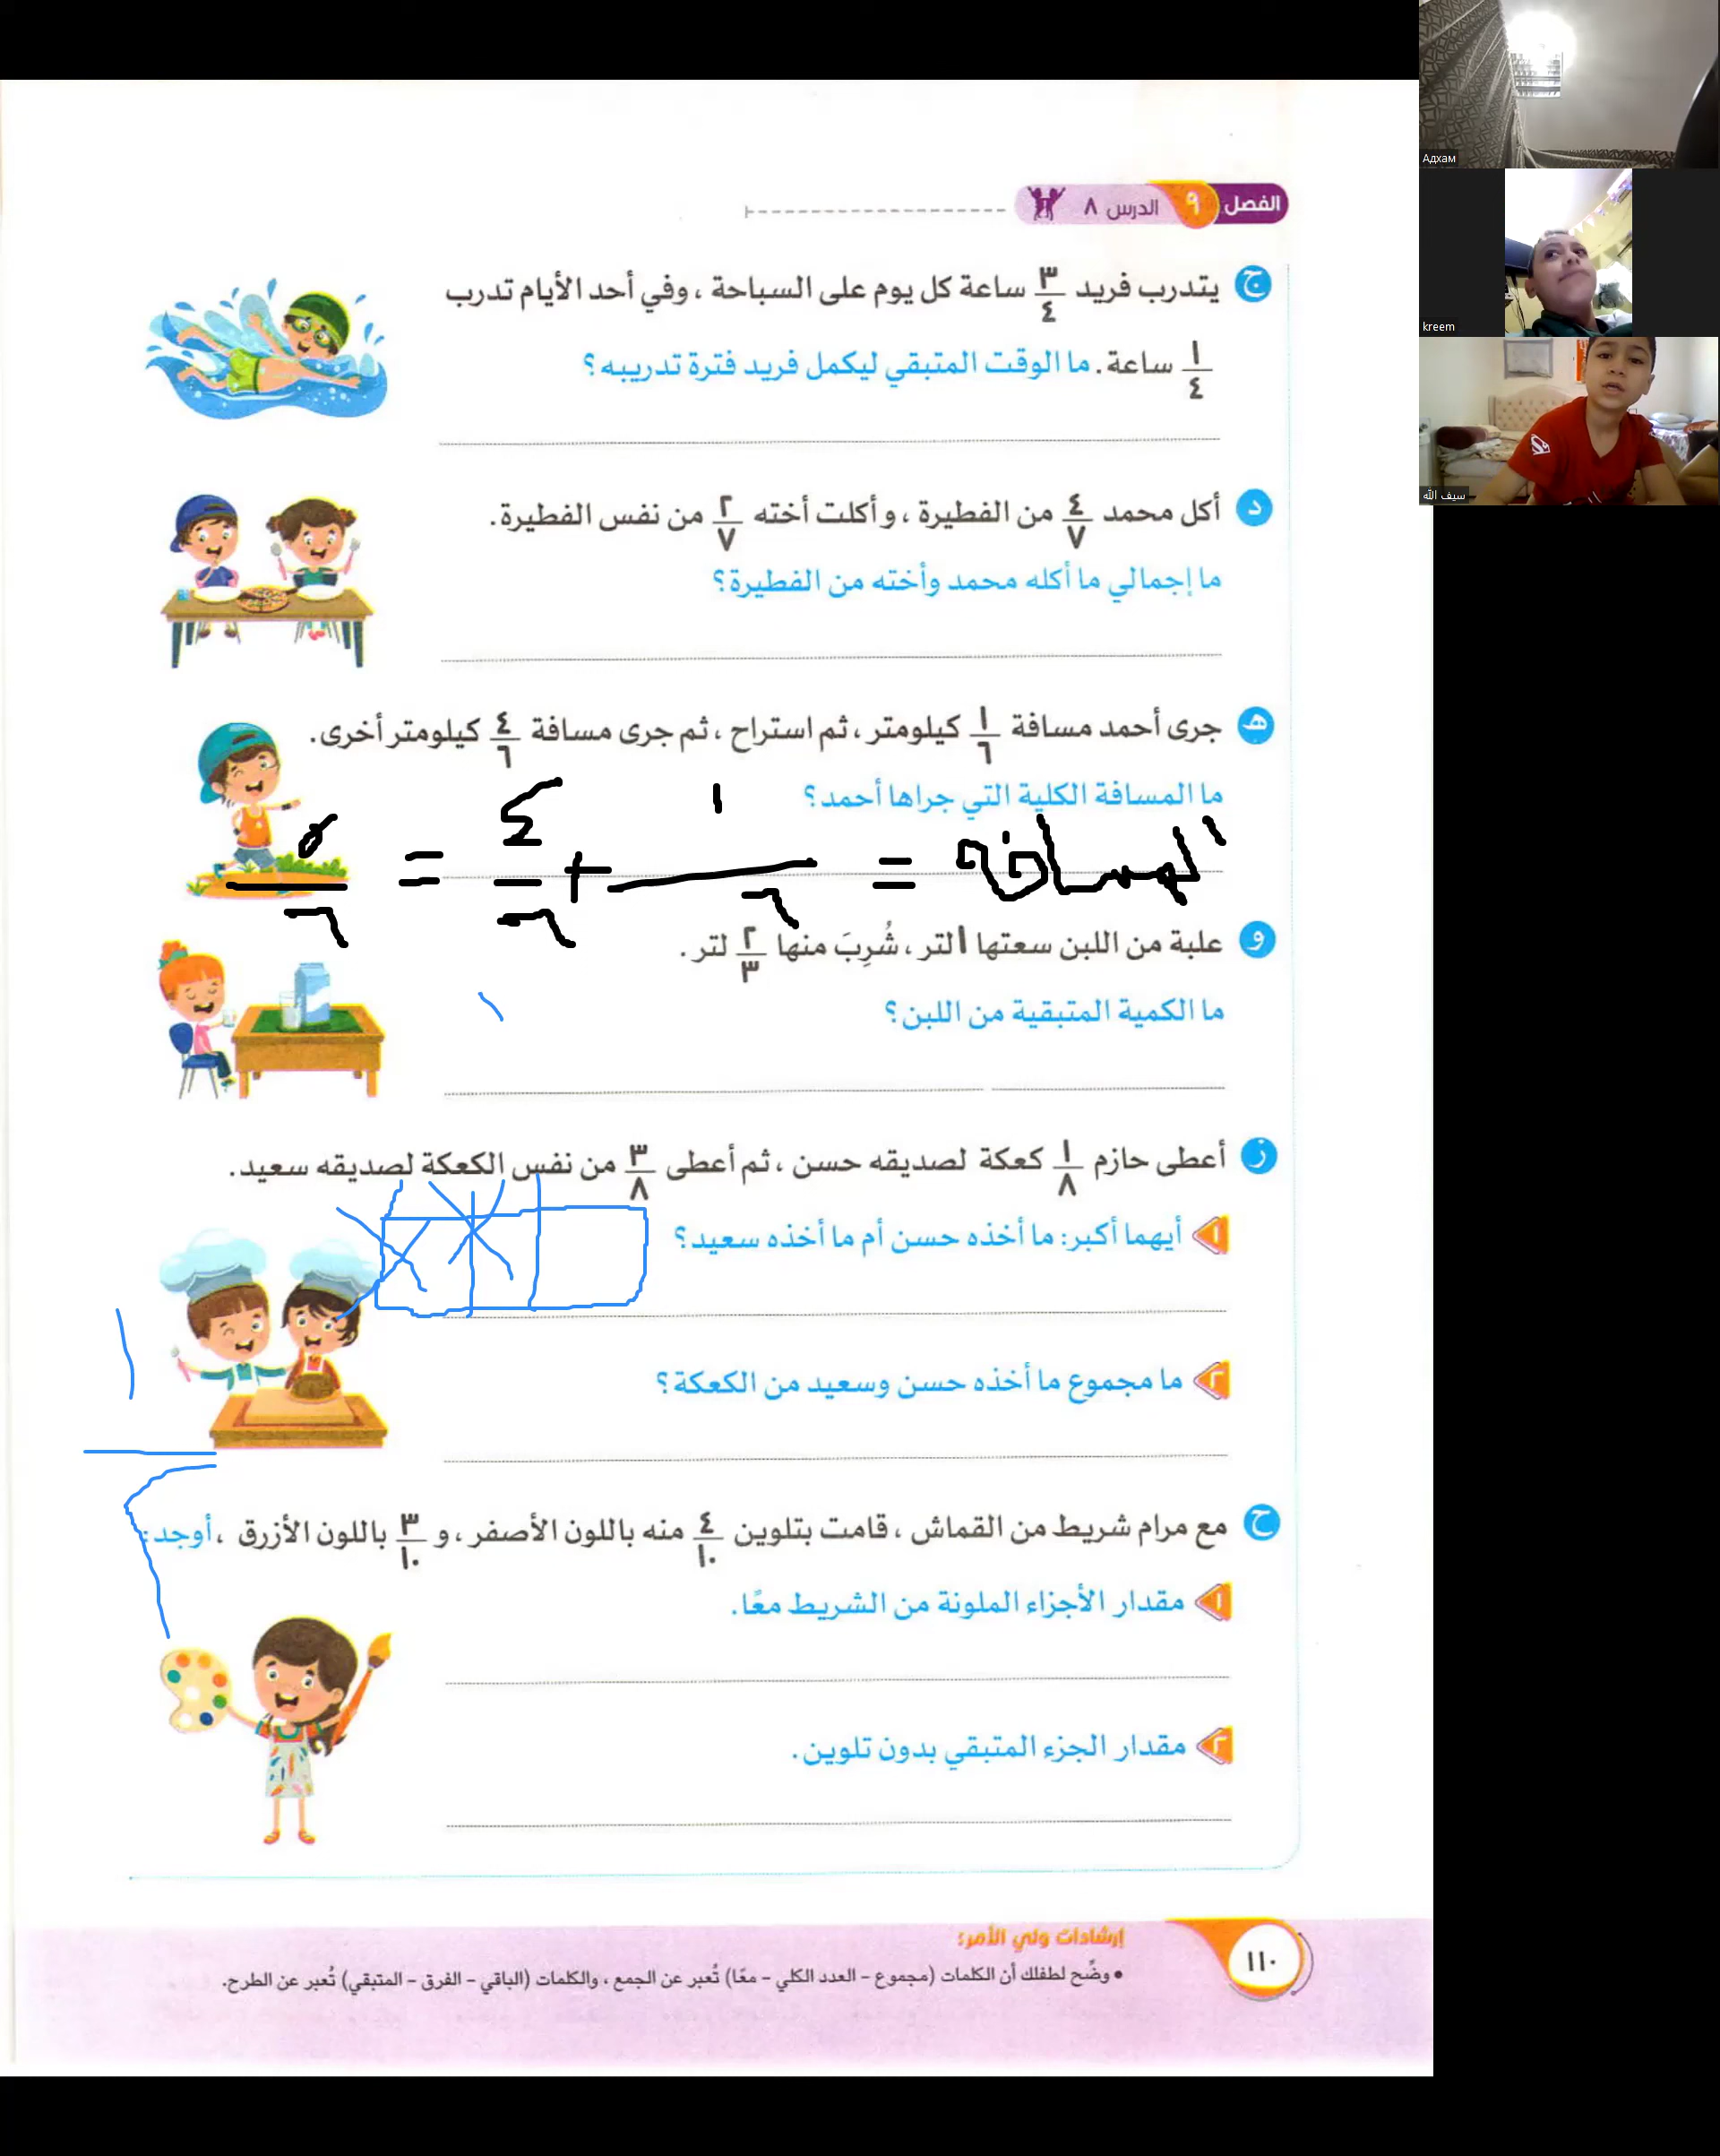 الفصل ٩ الدرس ٨
ج يتدرب فريد ٣/٤ ساعة كل يوم على السباحة ، وفي أحد الأيام تدرب
١/٤ ساعة. ما الوقت المتبقي ليكمل فريد فترة تدريبه؟
د أكل محمد ٤/٧ من الفطيرة ، وأكلت أخته ٢/٧ من نفس الفطيرة.
ما إجمالي ما أكله محمد وأخته من الفطيرة؟
هـ جرى أحمد مسافة ١/٦ كيلومتر ، ثم استراح ، ثم جرى مسافة ٤/٦ كيلومتر أخرى.
ما المسافة الكلية التي جراها أحمد؟
المسافة = ١/٦ + ٤/٦ = ٥/٦
و علبة من اللبن سعتها ١ لتر ، شُرِبَ منها ٢/٣ لتر.
ما الكمية المتبقية من اللبن؟
ز أعطى حازم ١/٨ كعكة لصديقه حسن ، ثم أعطى ٣/٨ من نفس الكعكة لصديقه سعيد.
١ أيهما أكبر: ما أخذه حسن أم ما أخذه سعيد؟
٢ ما مجموع ما أخذه حسن وسعيد من الكعكة؟
ح مع مرام شريط من القماش ، قامت بتلوين ٤/١٠ منه باللون الأصفر ، و ٣/١٠ باللون الأزرق ، أوجد:
١ مقدار الأجزاء الملونة من الشريط معًا.
٢ مقدار الجزء المتبقي بدون تلوين.
إرشادات ولي الأمر:
• وضِّح لطفلك أن الكلمات (مجموع – العدد الكلي – معًا) تُعبر عن الجمع ، والكلمات (الباقي – الفرق – المتبقي) تُعبر عن الطرح.
١١٠
Адхам
kreem
سيف الله